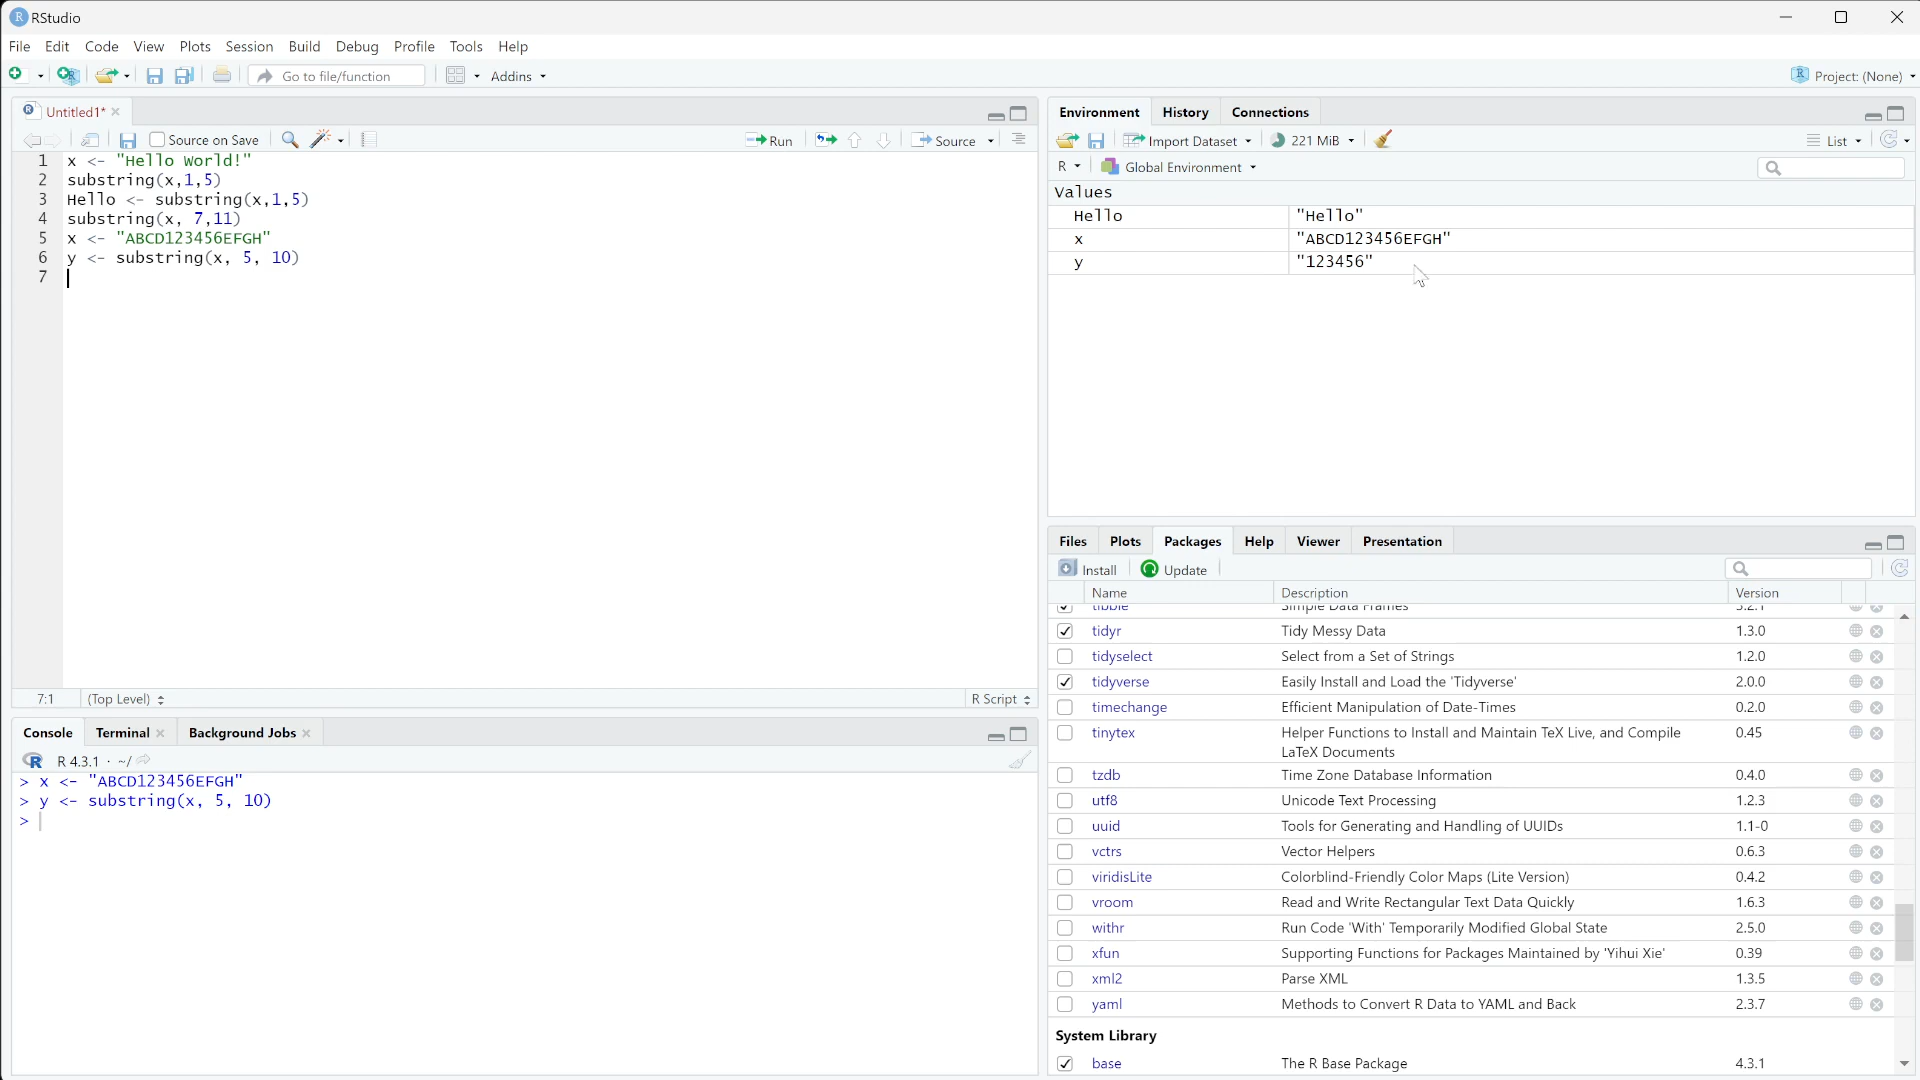 RStudio
File Edit Code View Plots Session Build Debug Profile Tools Help
Go to file/function Addins Project: (None)
Untitled1*
Source on Save Run Source
1 x <- "Hello World!"
2 substring(x,1,5)
3 Hello <- substring(x,1,5)
4 substring(x, 7,11)
5 x <- "ABCD123456EFGH"
6 y <- substring(x, 5, 10)
7
7:1 (Top Level) R Script
Console Terminal Background Jobs
R 4.3.1 · ~/
> x <- "ABCD123456EFGH"
> y <- substring(x, 5, 10)
>
Environment History Connections
Import Dataset 221 MiB List
R Global Environment
Values
Hello "Hello"
x "ABCD123456EFGH"
y "123456"
Files Plots Packages Help Viewer Presentation
Install Update
Name Description Version
tibble Simple Data Frames 3.2.1
tidyr Tidy Messy Data 1.3.0
tidyselect Select from a Set of Strings 1.2.0
tidyverse Easily Install and Load the 'Tidyverse' 2.0.0
timechange Efficient Manipulation of Date-Times 0.2.0
tinytex Helper Functions to Install and Maintain TeX Live, and Compile 0.45
LaTeX Documents
tzdb Time Zone Database Information 0.4.0
utf8 Unicode Text Processing 1.2.3
uuid Tools for Generating and Handling of UUIDs 1.1-0
vctrs Vector Helpers 0.6.3
viridisLite Colorblind-Friendly Color Maps (Lite Version) 0.4.2
vroom Read and Write Rectangular Text Data Quickly 1.6.3
withr Run Code 'With' Temporarily Modified Global State 2.5.0
xfun Supporting Functions for Packages Maintained by 'Yihui Xie' 0.39
xml2 Parse XML 1.3.5
yaml Methods to Convert R Data to YAML and Back 2.3.7
System Library
base The R Base Package 4.3.1